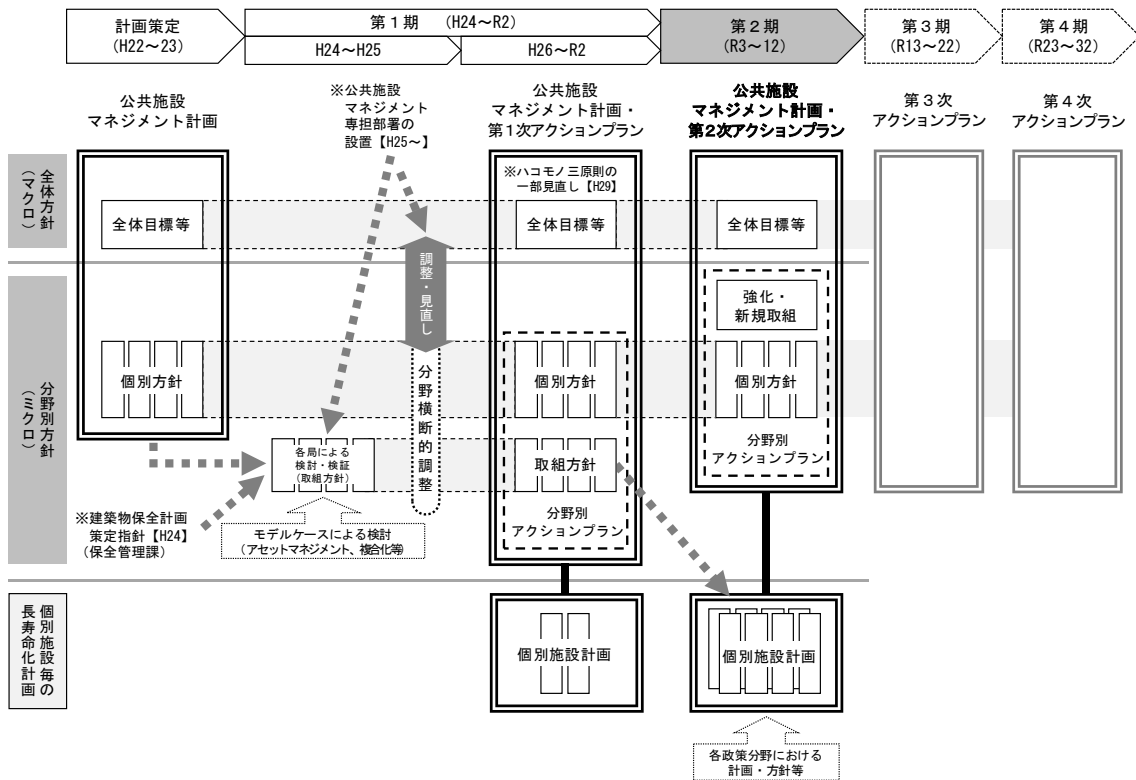 計画策定
(H22～23)
第1期　(H24～R2)
H24～H25
H26～R2
第2期
(R3～12)
第3期
(R13～22)
第4期
(R23～32)
公共施設
マネジメント計画
※公共施設
マネジメント
専担部署の
設置【H25～】
公共施設
マネジメント計画・
第1次アクションプラン
公共施設
マネジメント計画・
第2次アクションプラン
第3次
アクションプラン
第4次
アクションプラン
全体方針
(マクロ)
※ハコモノ三原則の
一部見直し【H29】
全体目標等
全体目標等
全体目標等
調整・見直し
強化・
新規取組
分野別方針
(ミクロ)
個別方針
分野横断的調整
個別方針
個別方針
分野別
アクションプラン
各局による
検討・検証
(取組方針)
取組方針
分野別
アクションプラン
※建築物保全計画
策定指針【H24】
(保全管理課)
モデルケースによる検討
(アセットマネジメント、複合化等)
個別施設毎の
長寿命化計画
個別施設計画
個別施設計画
各政策分野における
計画・方針等